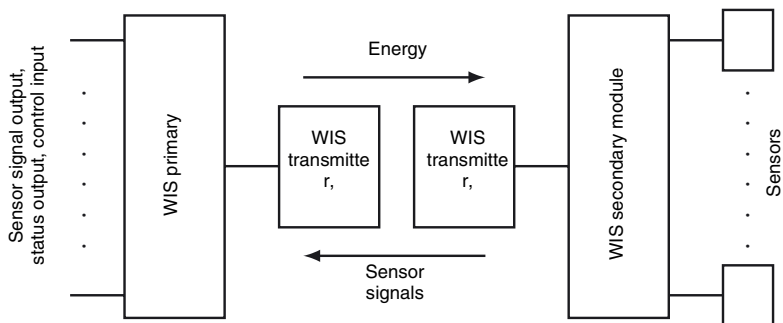 Sensor signal output,
status output, control input
WIS primary
Energy
WIS
transmitte
r,
WIS
transmitte
r,
Sensor
signals
WIS secondary module
Sensors